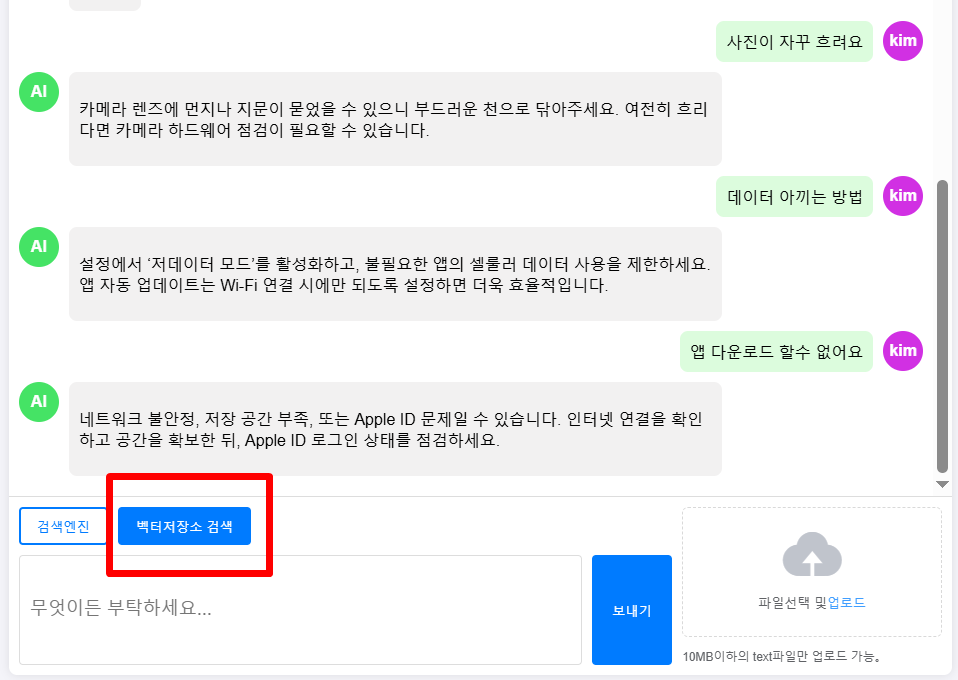 사진이 자꾸 흐려요
kim
AI
카메라 렌즈에 먼지나 지문이 묻었을 수 있으니 부드러운 천으로 닦아주세요. 여전히 흐리
다면 카메라 하드웨어 점검이 필요할 수 있습니다.
데이터 아끼는 방법
kim
AI
설정에서 ‘저데이터 모드’를 활성화하고, 불필요한 앱의 셀룰러 데이터 사용을 제한하세요.
앱 자동 업데이트는 Wi-Fi 연결 시에만 되도록 설정하면 더욱 효율적입니다.
앱 다운로드 할수 없어요
kim
AI
네트워크 불안정, 저장 공간 부족, 또는 Apple ID 문제일 수 있습니다. 인터넷 연결을 확인
하고 공간을 확보한 뒤, Apple ID 로그인 상태를 점검하세요.
검색엔진
벡터저장소 검색
무엇이든 부탁하세요...
보내기
파일선택 및업로드
10MB이하의 text파일만 업로드 가능。